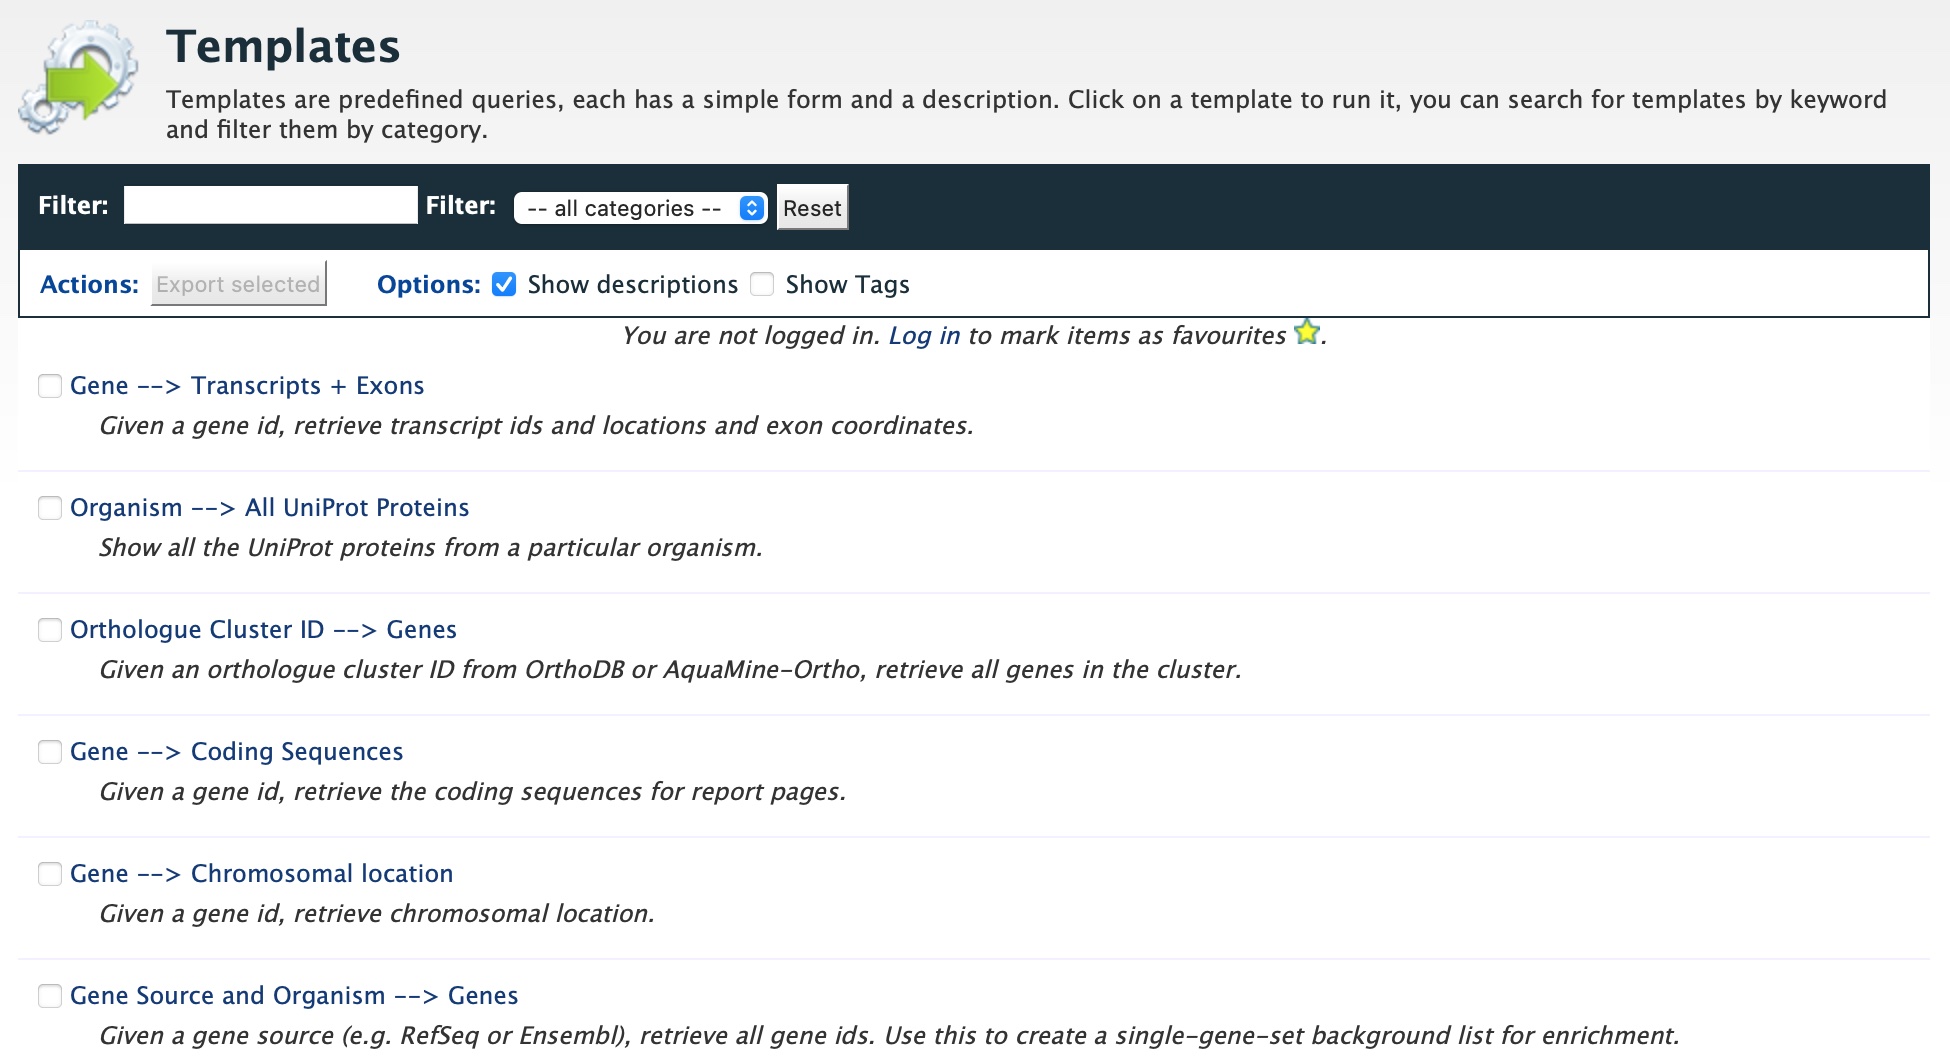 Templates
Templates are predefined queries, each has a simple form and a description. Click on a template to run it, you can search for templates by keyword
and filter them by category.
Filter: Filter: -- all categories -- Reset
Actions: Export selected Options: Show descriptions Show Tags
You are not logged in. Log in to mark items as favourites .
Gene --> Transcripts + Exons
Given a gene id, retrieve transcript ids and locations and exon coordinates.
Organism --> All UniProt Proteins
Show all the UniProt proteins from a particular organism.
Orthologue Cluster ID --> Genes
Given an orthologue cluster ID from OrthoDB or AquaMine-Ortho, retrieve all genes in the cluster.
Gene --> Coding Sequences
Given a gene id, retrieve the coding sequences for report pages.
Gene --> Chromosomal location
Given a gene id, retrieve chromosomal location.
Gene Source and Organism --> Genes
Given a gene source (e.g. RefSeq or Ensembl), retrieve all gene ids. Use this to create a single-gene-set background list for enrichment.